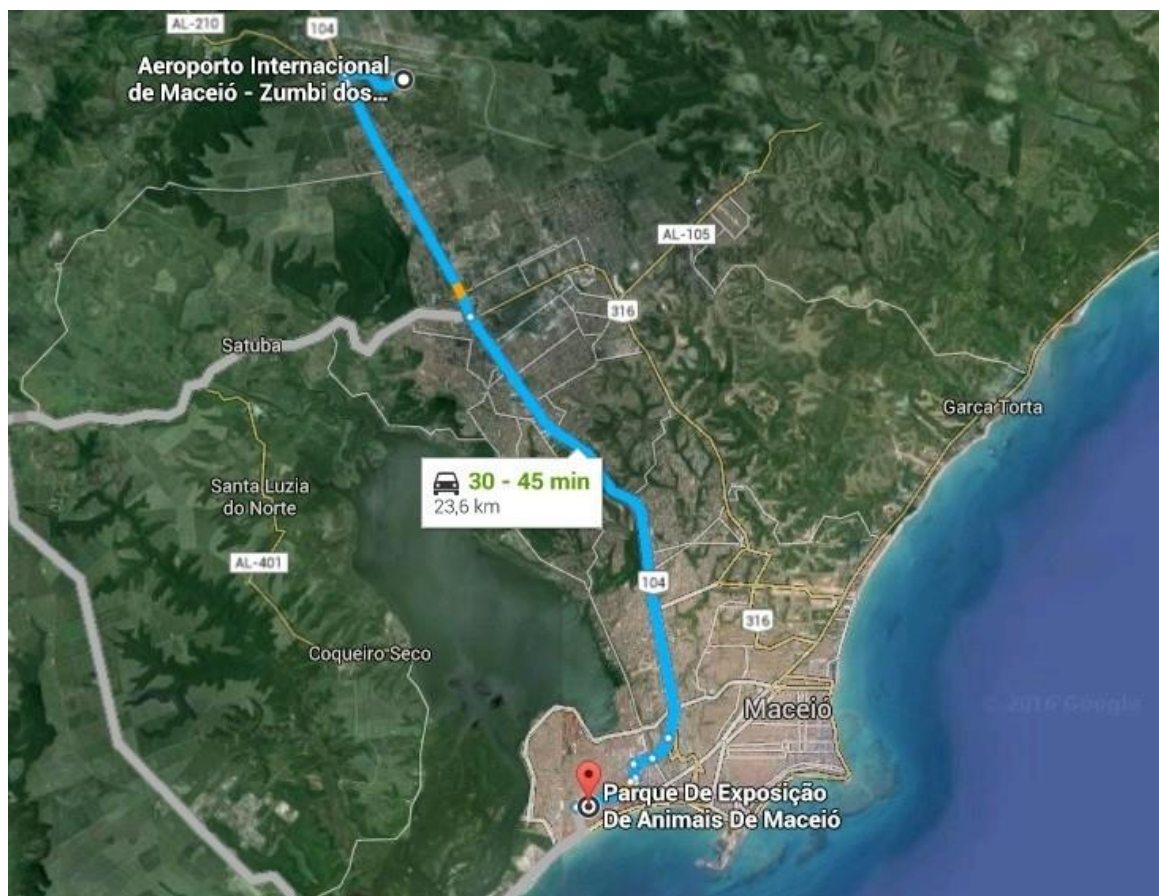 AL-210
104
Aeroporto Internacional
de Maceió - Zumbi dos...
AL-105
316
Satuba
Garca Torta
30 - 45 min
23,6 km
Santa Luzia
do Norte
AL-401
104
316
Coqueiro Seco
Maceió
© 2016 Google
Parque De Exposição
De Animais De Maceió